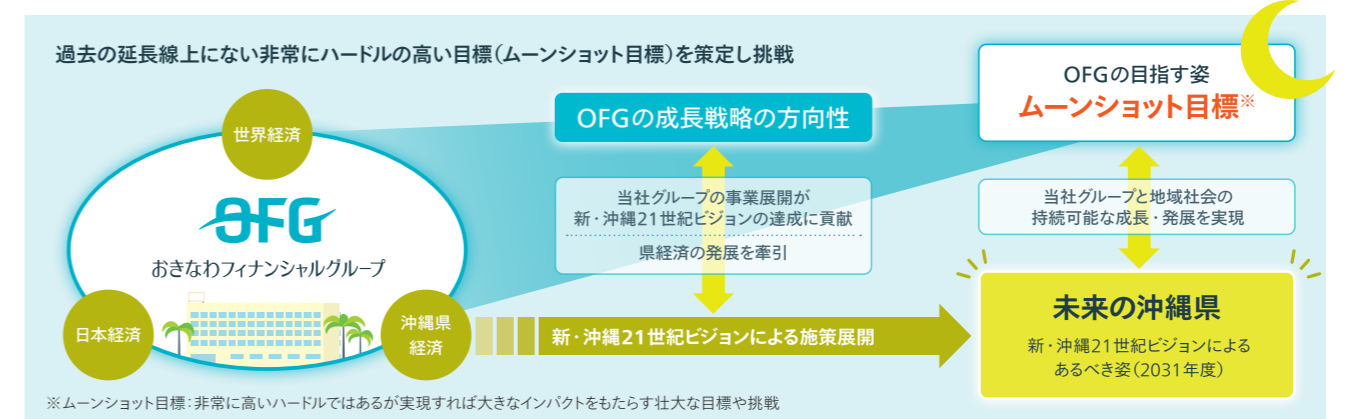 過去の延長線上にない非常にハードルの高い目標（ムーンショット目標）を策定し挑戦
世界経済
OFG
おきなわフィナンシャルグループ
日本経済
沖縄県
経済
OFGの成長戦略の方向性
当社グループの事業展開が
新・沖縄21世紀ビジョンの達成に貢献
県経済の発展を牽引
新・沖縄21世紀ビジョンによる施策展開
OFGの目指す姿
ムーンショット目標※
当社グループと地域社会の
持続可能な成長・発展を実現
未来の沖縄県
新・沖縄21世紀ビジョンによる
あるべき姿（2031年度）
※ムーンショット目標：非常に高いハードルではあるが実現すれば大きなインパクトをもたらす壮大な目標や挑戦